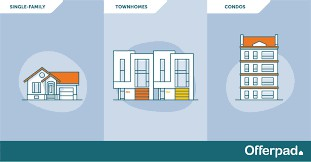 SINGLE-FAMILY
TOWNHOMES
CONDOS
Offerpad.